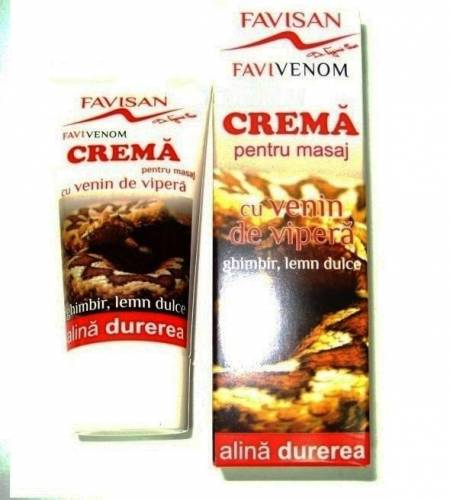 FAVISAN
FAVIVENOM
CREMĂ
pentru masaj
cu venin de viperă
ghimbir, lemn dulce
alină durerea
FAVISAN
FAVIVENOM
CREMĂ
pentru masaj
cu venin
de viperă
ghimbir, lemn dulce
alină durerea